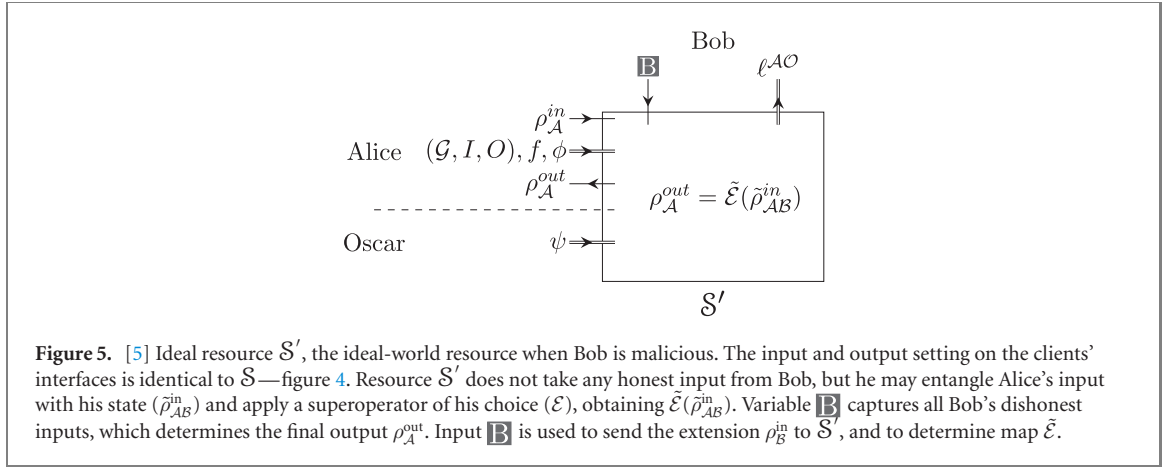 Bob
B ℓ^{𝒜𝒪}
ρ_𝒜^{in}
Alice (𝒢, I, O), f, ϕ
ρ_𝒜^{out}
ρ_𝒜^{out} = ℰ̃(ρ̃_{𝒜ℬ}^{in})
Oscar ψ
𝒮′
Figure 5. [5] Ideal resource 𝒮′, the ideal-world resource when Bob is malicious. The input and output setting on the clients’
interfaces is identical to 𝒮—figure 4. Resource 𝒮′ does not take any honest input from Bob, but he may entangle Alice’s input
with his state (ρ̃_{𝒜ℬ}^{in}) and apply a superoperator of his choice (ℰ), obtaining ℰ̃(ρ̃_{𝒜ℬ}^{in}). Variable B captures all Bob’s dishonest
inputs, which determines the final output ρ_𝒜^{out}. Input B is used to send the extension ρ_ℬ^{in} to 𝒮′, and to determine map ℰ̃.